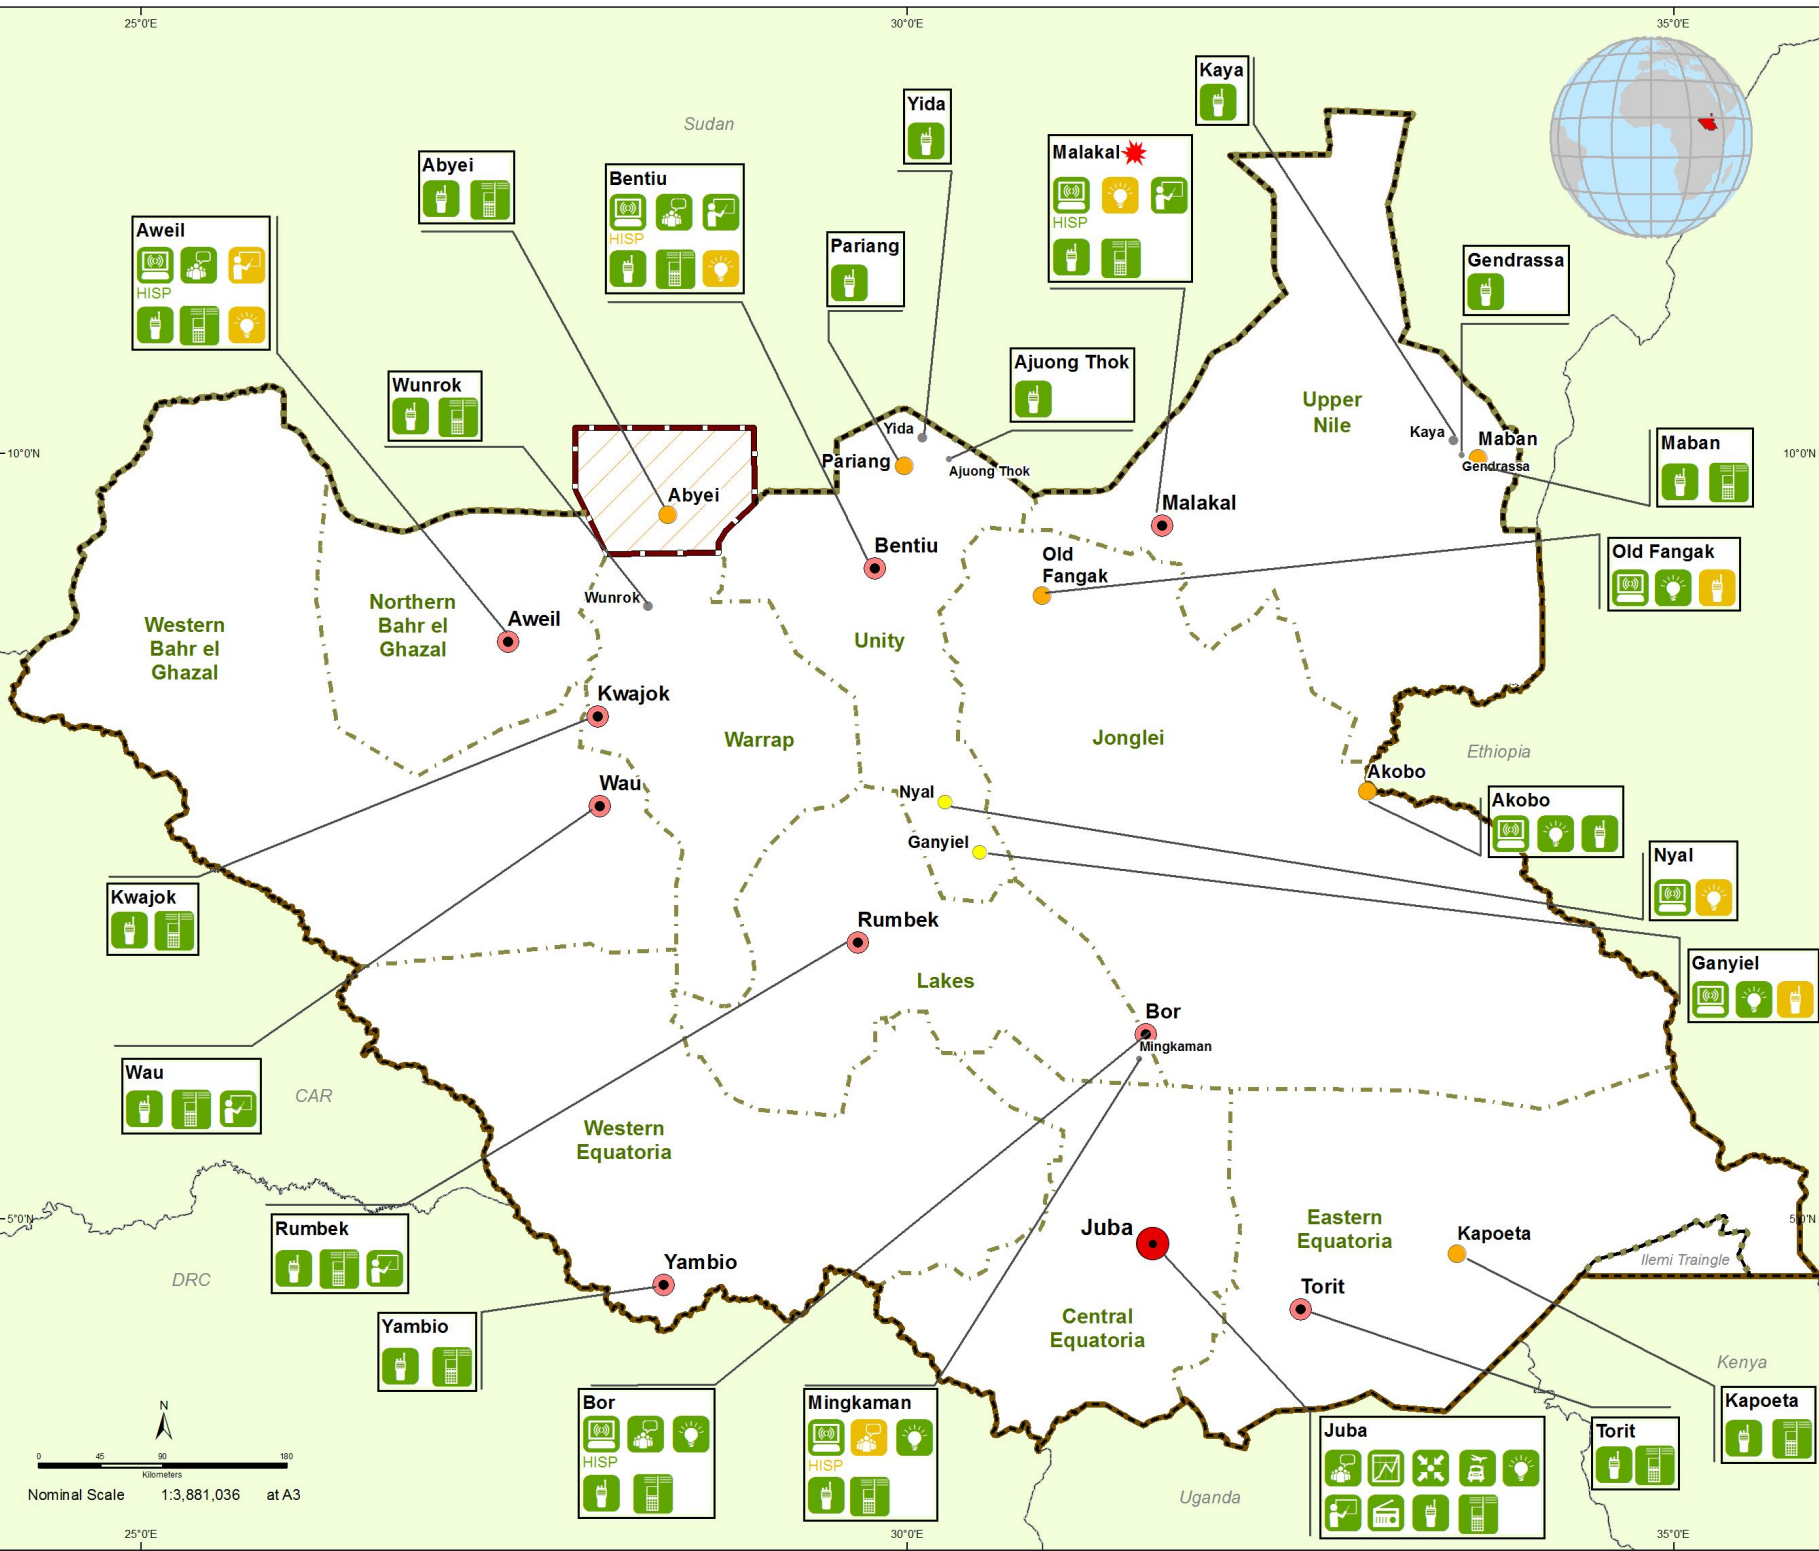 25°0'E
30°0'E
35°0'E
Kaya
Yida
Sudan
Malakal
Abyei
Bentiu
HISP
HISP
Aweil
HISP
Pariang
Gendrassa
Ajuong Thok
Wunrok
Upper
Nile
Yida
Kaya
Maban
Maban
10°0'N
10°0'N
Pariang
Ajuong Thok
Gendrassa
Abyei
Malakal
Bentiu
Old
Fangak
Old Fangak
Wunrok
Northern
Bahr el
Ghazal
Aweil
Western
Bahr el
Ghazal
Unity
Kwajok
Warrap
Jonglei
Ethiopia
Akobo
Wau
Nyal
Akobo
Ganyiel
Nyal
Kwajok
Rumbek
Ganyiel
Lakes
Bor
Mingkaman
Wau
CAR
Western
Equatoria
5°0'N
5°0'N
Rumbek
Juba
Eastern
Equatoria
Kapoeta
Ilemi Traingle
Yambio
DRC
Torit
Yambio
Central
Equatoria
Kenya
Bor
HISP
Mingkaman
HISP
Juba
Torit
Kapoeta
N
0 45 90 180
Kilometers
Nominal Scale 1:3,881,036 at A3
Uganda
25°0'E
30°0'E
35°0'E